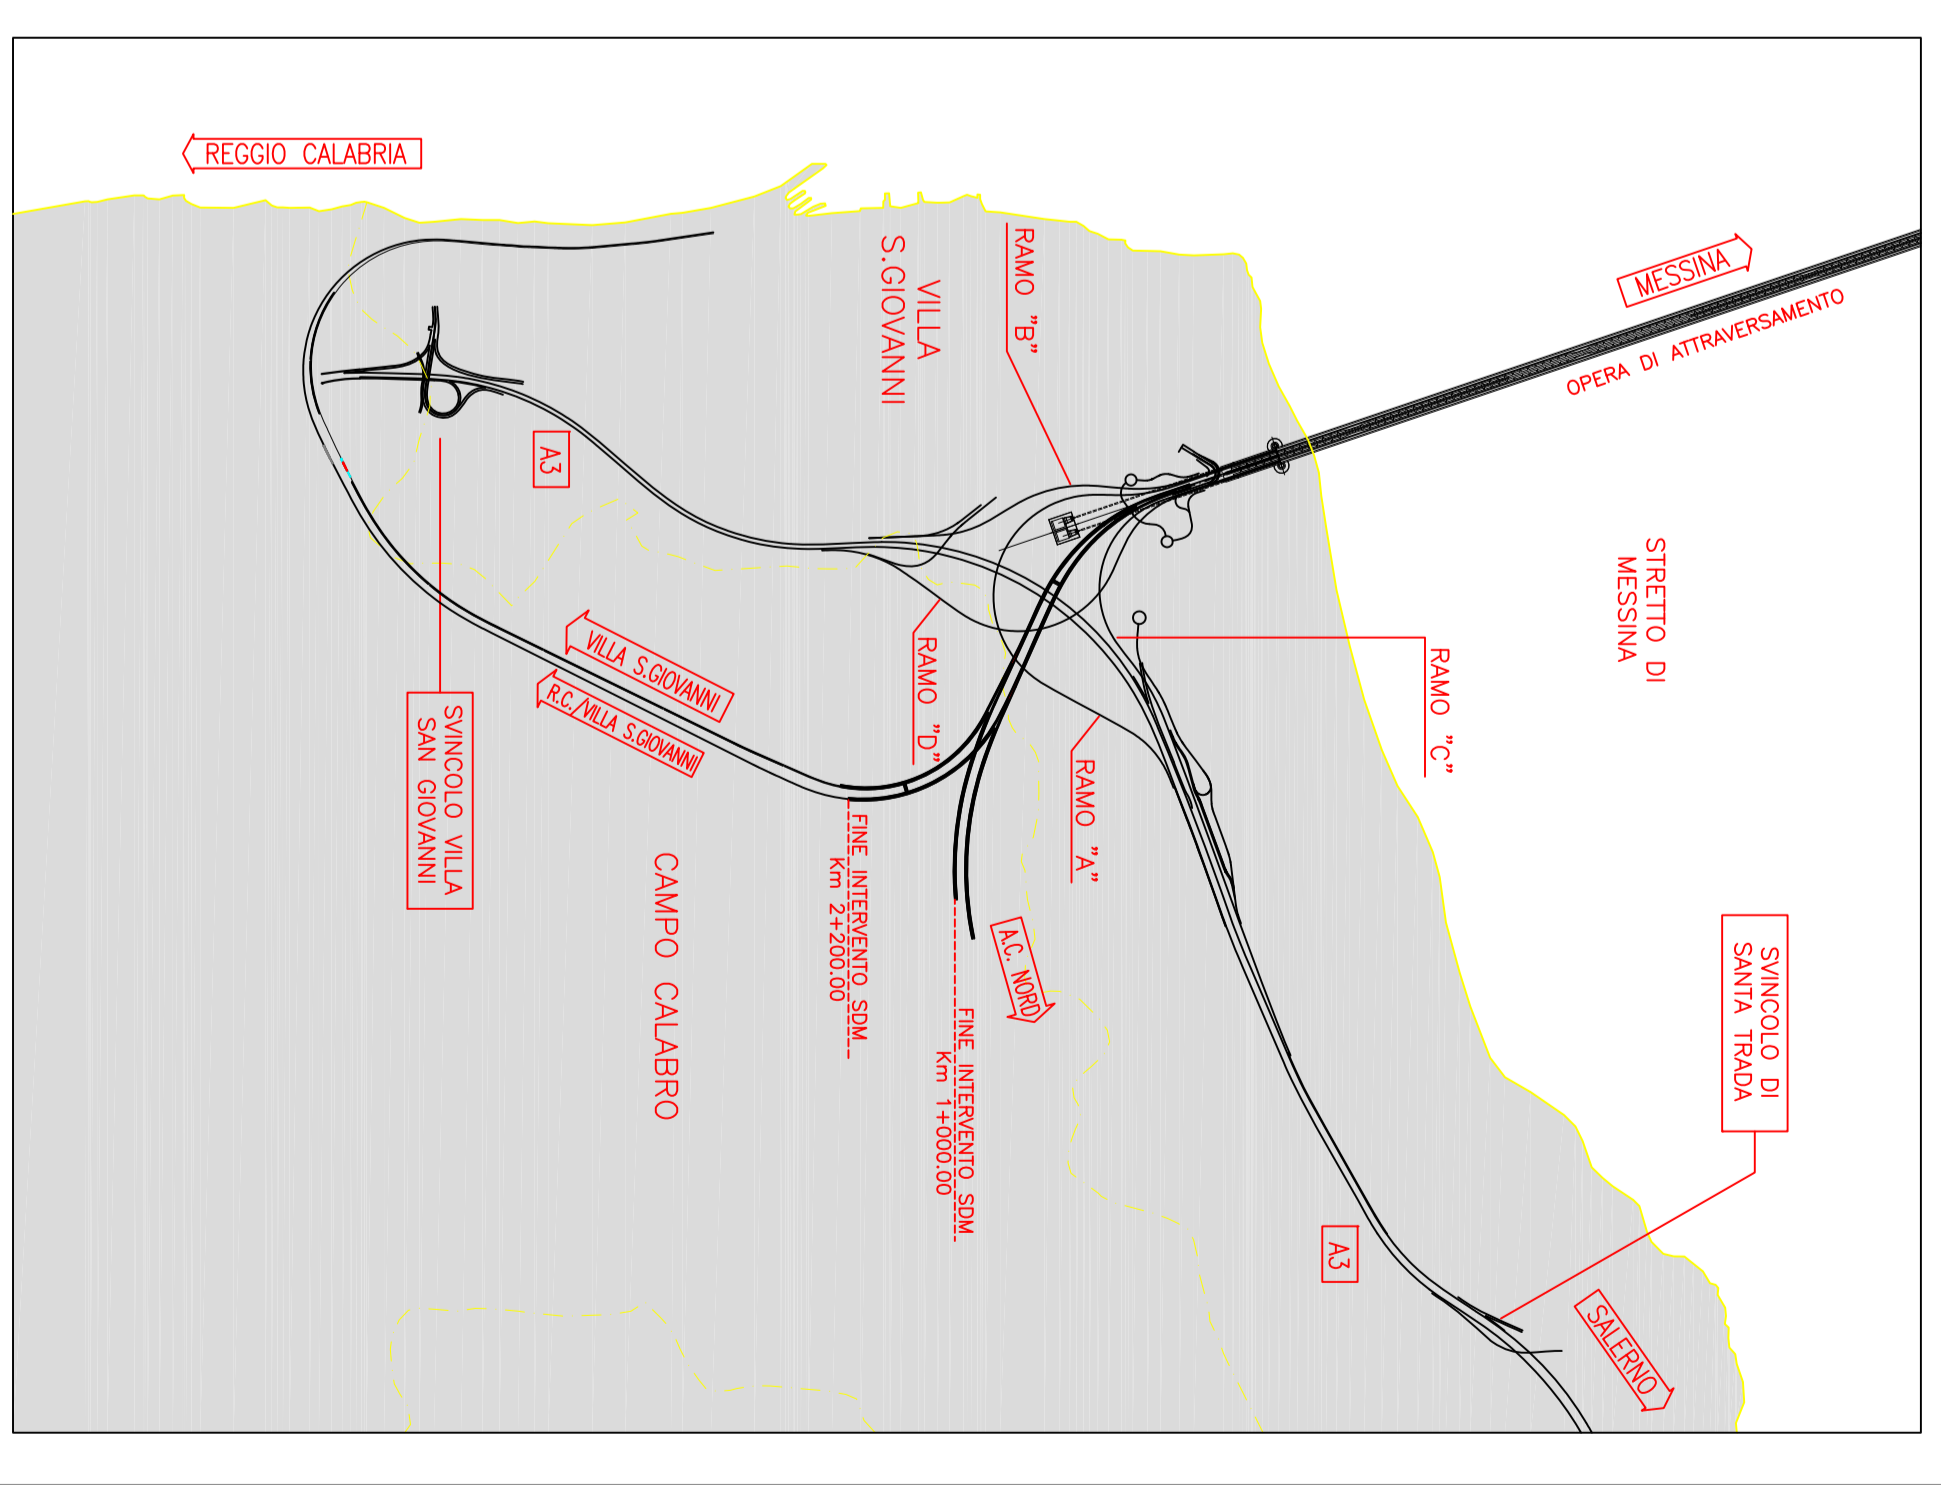 REGGIO CALABRIA
MESSINA
OPERA DI ATTRAVERSAMENTO
VILLA
S.GIOVANNI
RAMO "B"
A3
STRETTO DI
MESSINA
VILLA S.GIOVANNI
R.C./VILLA S.GIOVANNI
RAMO "D"
RAMO "C"
RAMO "A"
SVINCOLO VILLA
SAN GIOVANNI
CAMPO CALABRO
FINE INTERVENTO SDM
Km 2+200.00
A.C. NORD
FINE INTERVENTO SDM
Km 1+000.00
SVINCOLO DI
SANTA TRADA
A3
SALERNO